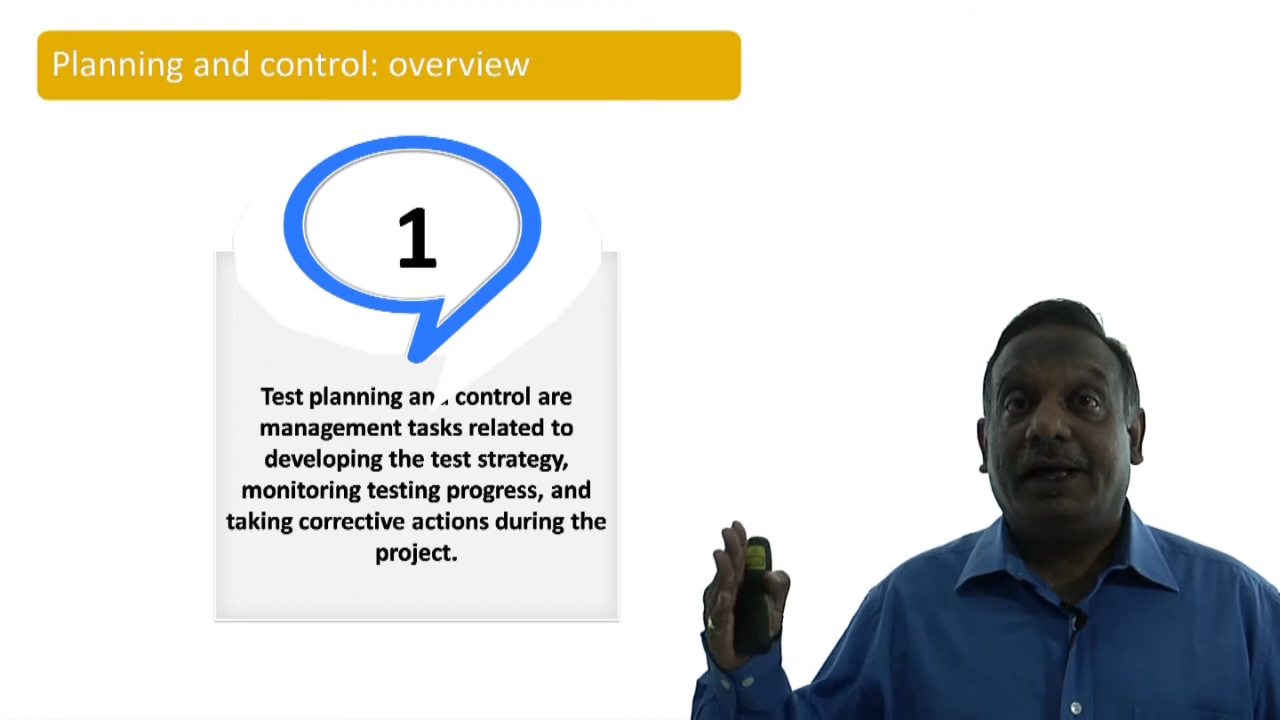 Planning and control: overview
1
Test planning and control are
management tasks related to
developing the test strategy,
monitoring testing progress, and
taking corrective actions during the
project.